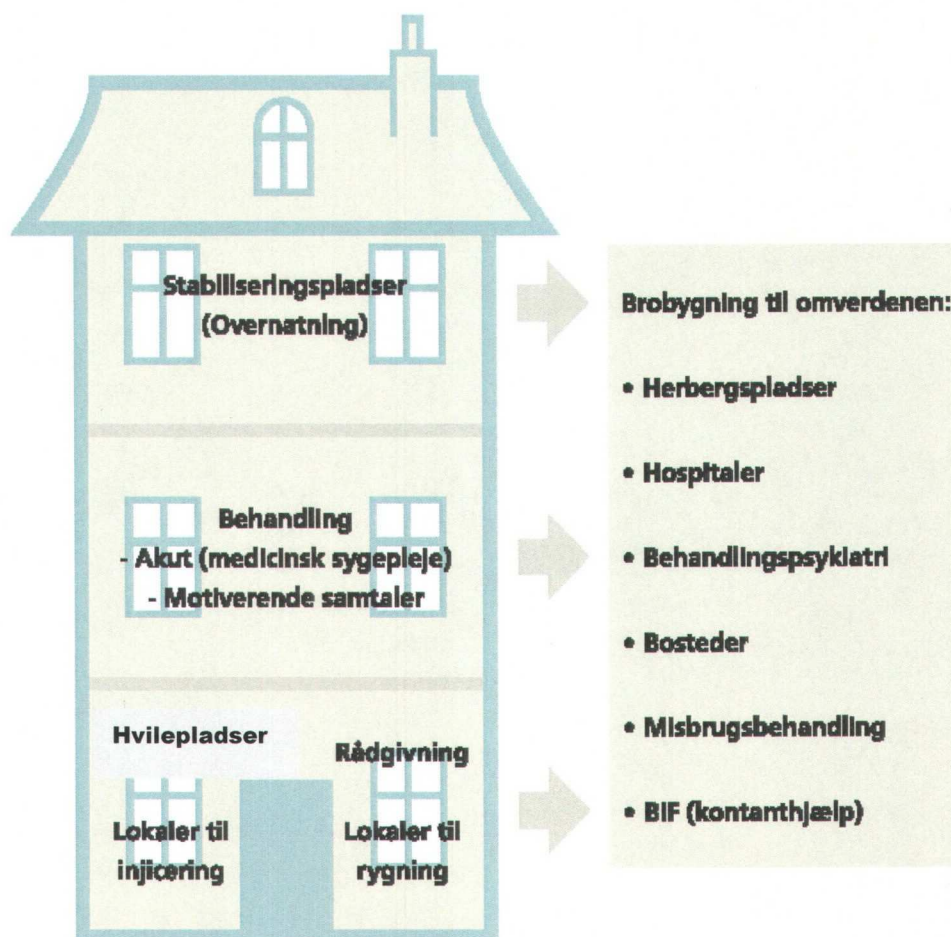 Stabiliseringspladser
(Overnatning)
Behandling
- Akut (medicinsk sygepleje)
- Motiverende samtaler
Hvilepladser
Rådgivning
Lokaler til
injicering
Lokaler til
rygning
Brobygning til omverdenen:
• Herbergspladser
• Hospitaler
• Behandlingspsykiatri
• Bosteder
• Misbrugsbehandling
• BIF (kontanthjælp)